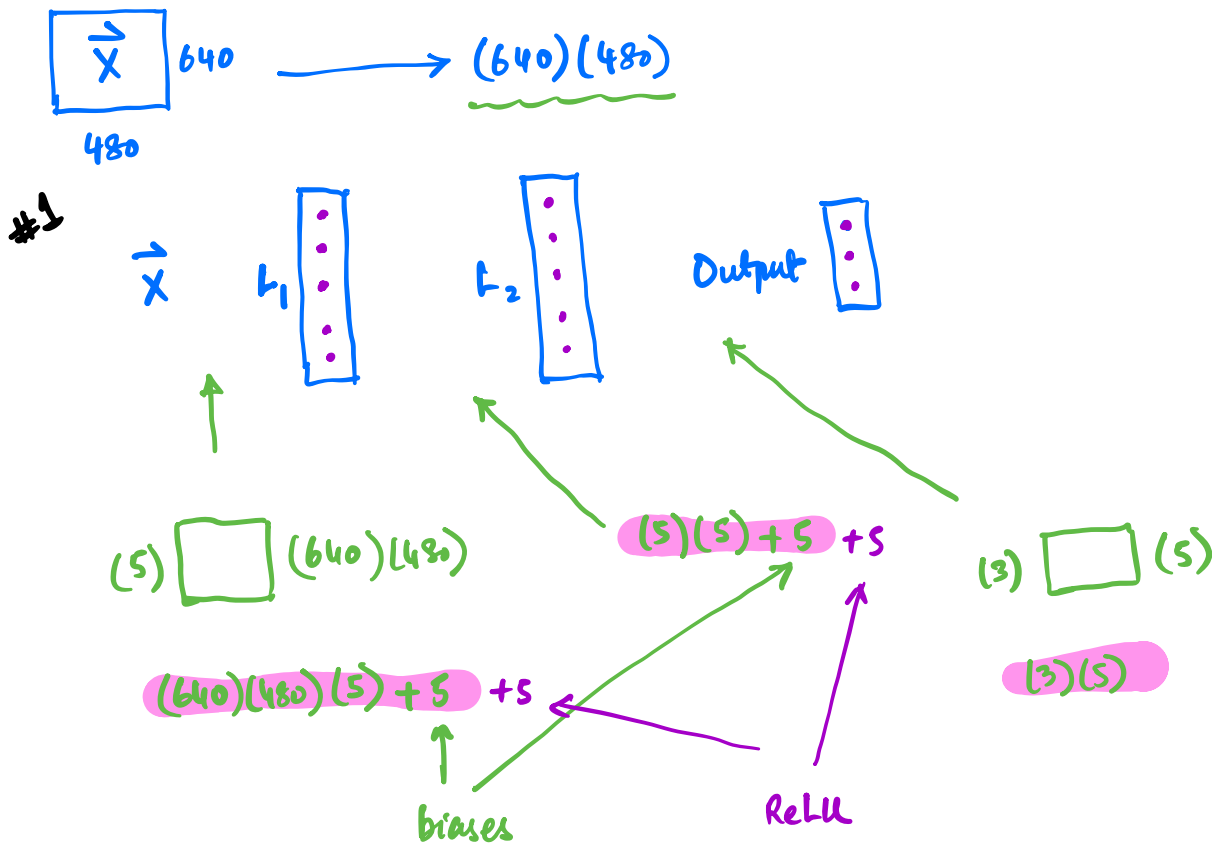 X 640 (640)(480)
480
#1
X L1 L2 Output
(5) (640)(480) (5)(5) + 5 + 5 (3) (5)
(640)(480)(5) + 5 + 5 (3)(5)
biases ReLU